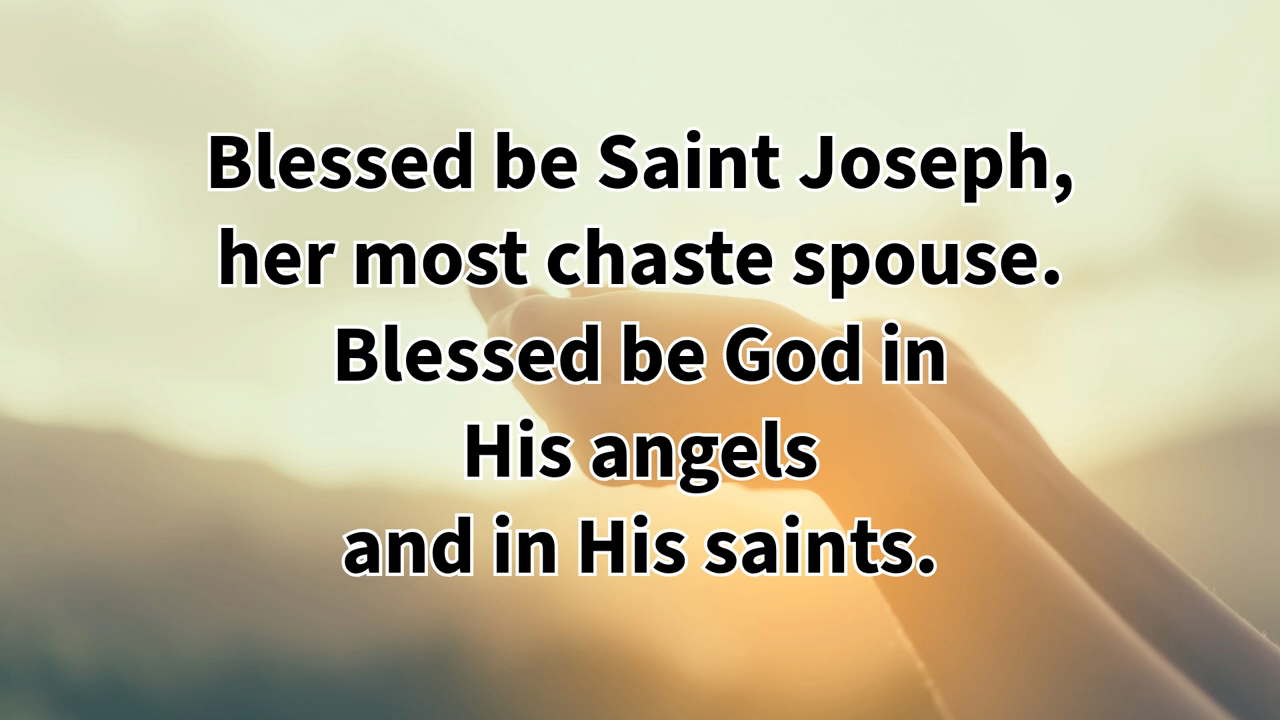 Blessed be Saint Joseph,
her most chaste spouse.
Blessed be God in
His angels
and in His saints.